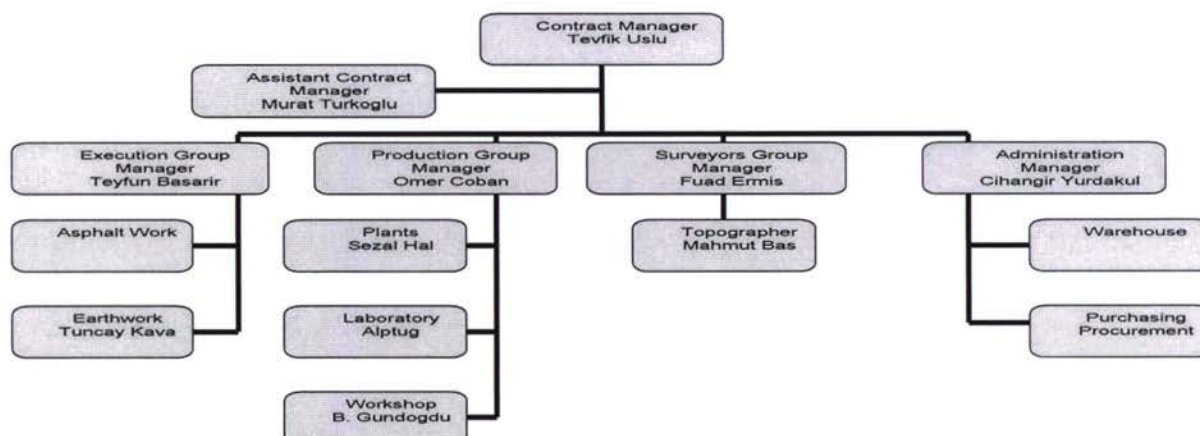 Contract Manager
Tevfik Uslu
Assistant Contract
Manager
Murat Turkoglu
Execution Group
Manager
Teyfun Basarir
Production Group
Manager
Omer Coban
Surveyors Group
Manager
Fuad Ermis
Administration
Manager
Cihangir Yurdakul
Asphalt Work
Plants
Sezal Hal
Topographer
Mahmut Bas
Warehouse
Earthwork
Tuncay Kava
Laboratory
Alptug
Purchasing
Procurement
Workshop
B. Gundogdu